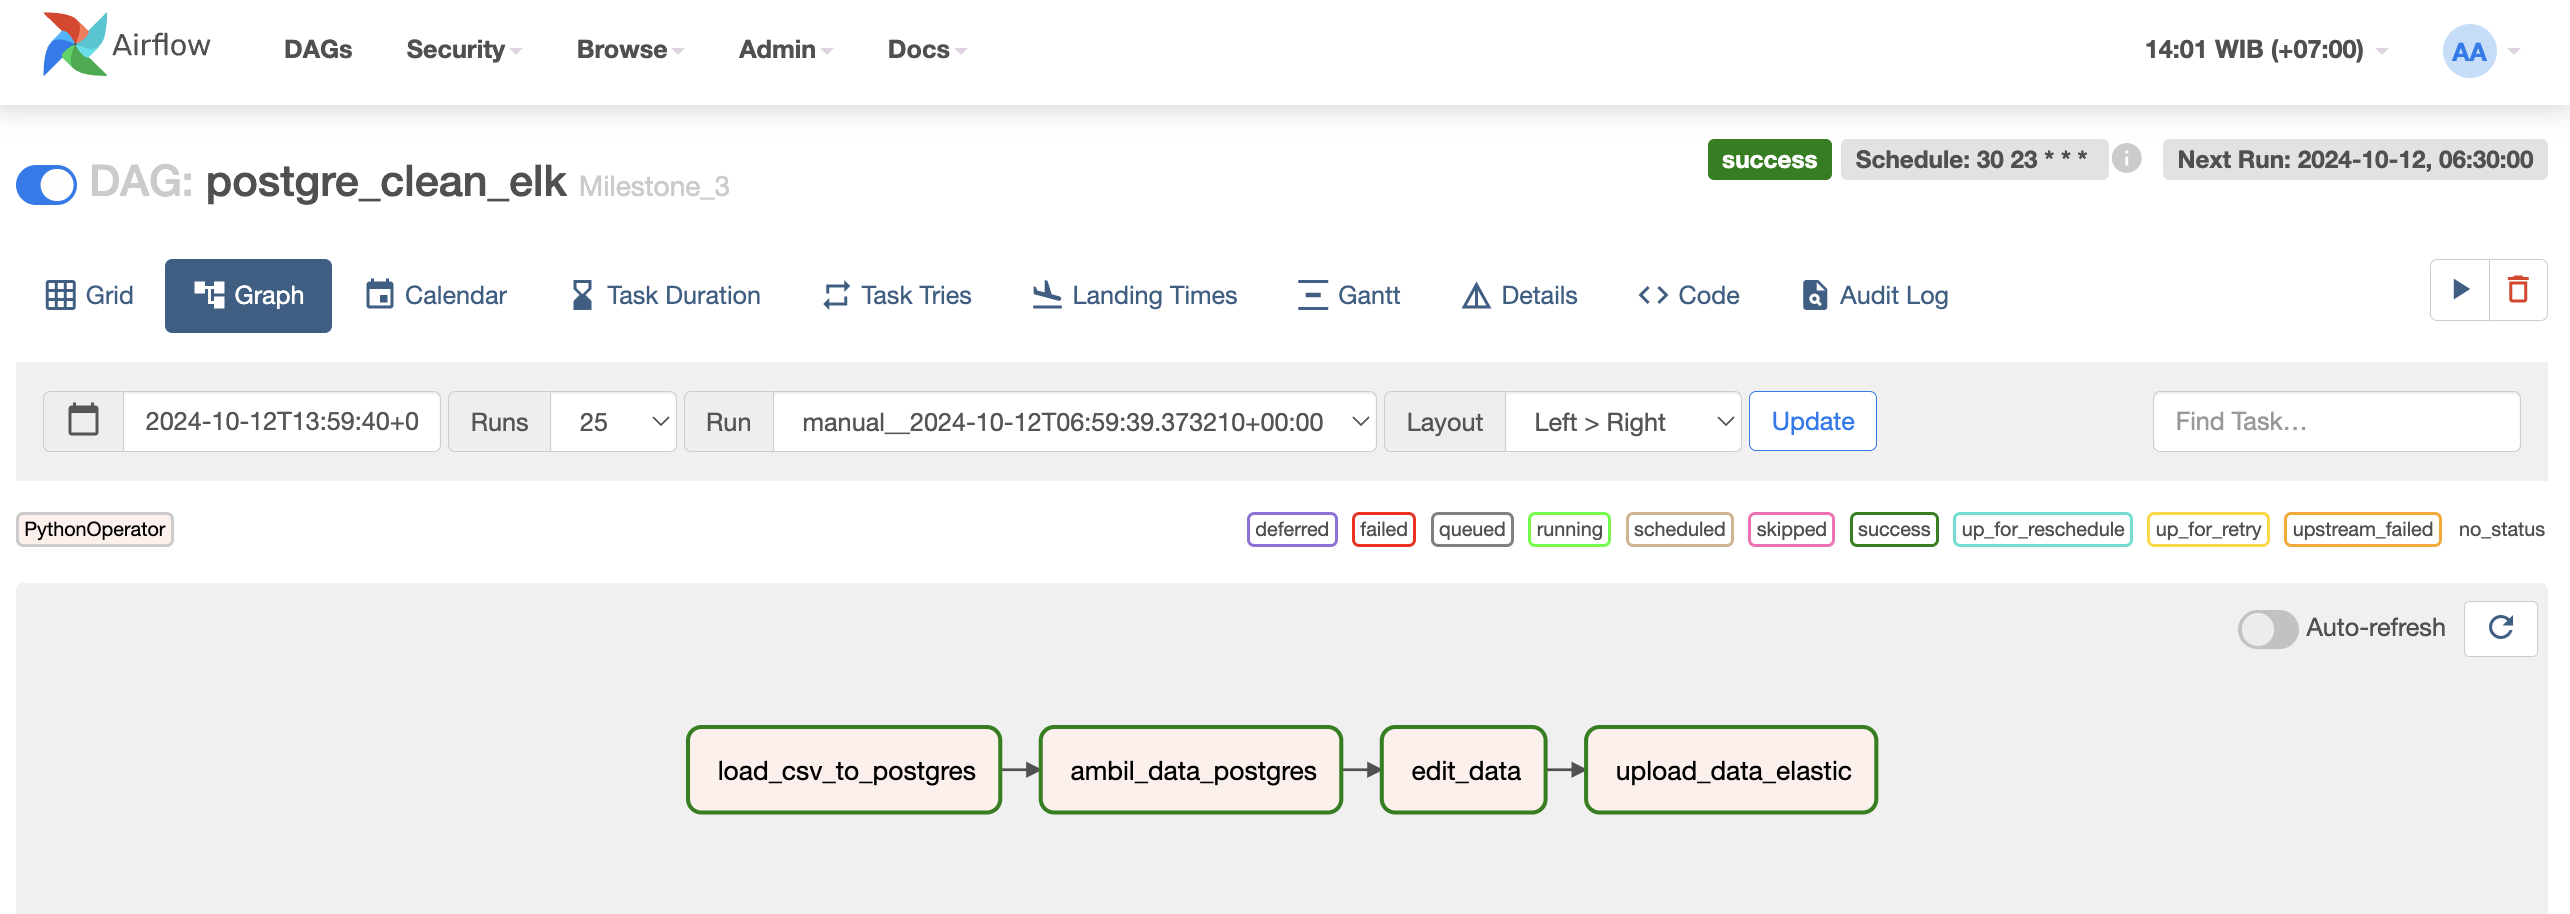 Airflow DAGs Security Browse Admin Docs 14:01 WIB (+07:00) AA
DAG: postgre_clean_elk Milestone_3 success Schedule: 30 23 * * * i Next Run: 2024-10-12, 06:30:00
Grid Graph Calendar Task Duration Task Tries Landing Times Gantt Details Code Audit Log
2024-10-12T13:59:40+0 Runs 25 Run manual__2024-10-12T06:59:39.373210+00:00 Layout Left > Right Update Find Task...
PythonOperator deferred failed queued running scheduled skipped success up_for_reschedule up_for_retry upstream_failed no_status
Auto-refresh
load_csv_to_postgres ambil_data_postgres edit_data upload_data_elastic